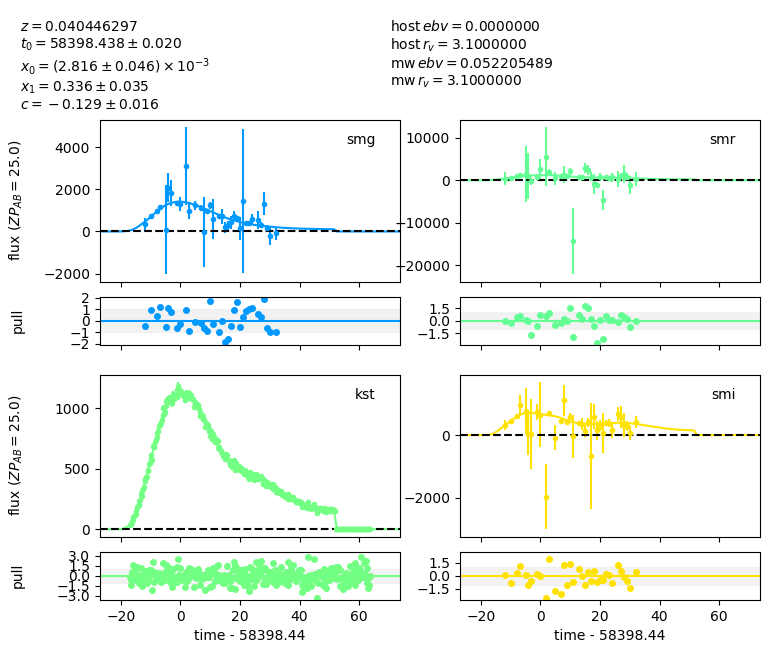 z = 0.040446297
t₀ = 58398.438 ± 0.020
x₀ = (2.816 ± 0.046) × 10⁻³
x₁ = 0.336 ± 0.035
c = −0.129 ± 0.016
host ebv = 0.0000000
host r_v = 3.1000000
mw ebv = 0.052205489
mw r_v = 3.1000000
smg
flux (ZP_AB = 25.0)
4000
2000
0
−2000
smr
10000
0
−10000
−20000
pull
2
1
0
−1
−2
1.5
0.0
−1.5
kst
flux (ZP_AB = 25.0)
1000
500
0
smi
0
−2000
pull
3.0
1.5
0.0
−1.5
−3.0
1.5
0.0
−1.5
−20 0 20 40 60
−20 0 20 40 60
time - 58398.44
time - 58398.44